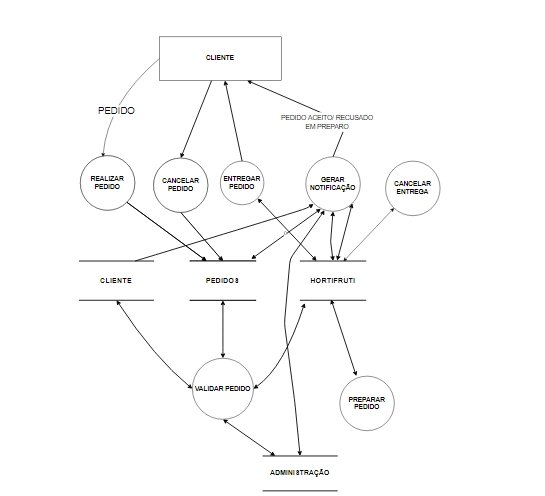 CLIENTE
PEDIDO
PEDIDO ACEITO/ RECUSADO
EM PREPARO
REALIZAR
PEDIDO
CANCELAR
PEDIDO
ENTREGAR
PEDIDO
GERAR
NOTIFICAÇÃO
CANCELAR
ENTREGA
CLIENTE
PEDIDOS
HORTIFRUTI
VALIDAR PEDIDO
PREPARAR
PEDIDO
ADMINISTRAÇÃO